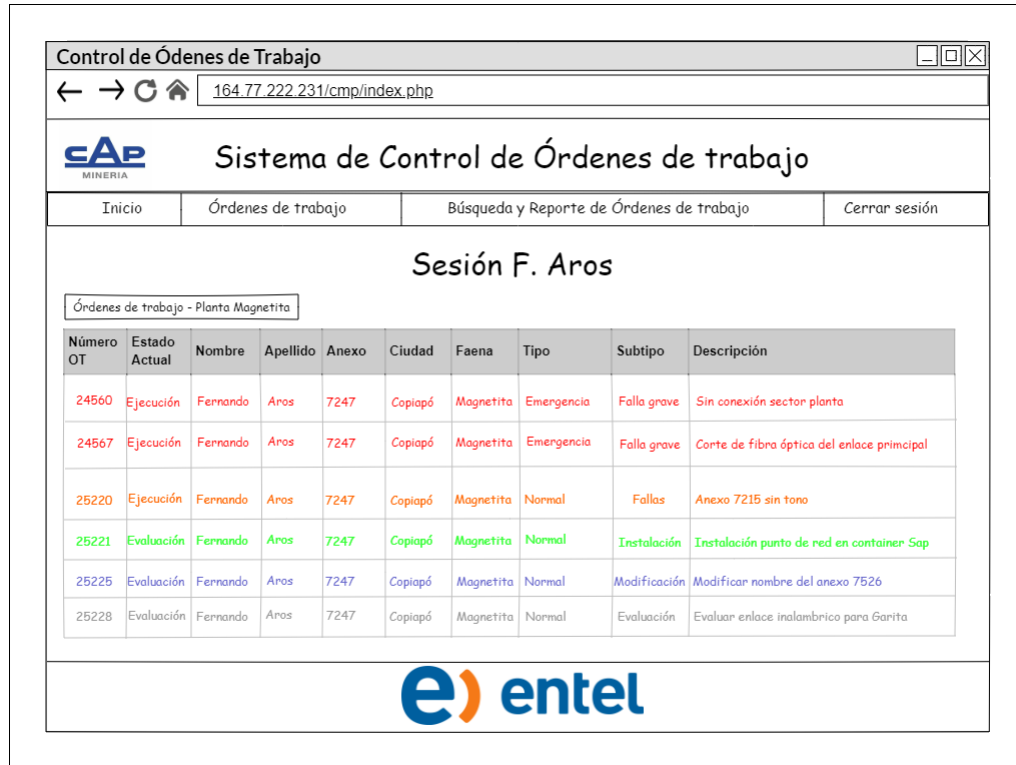 Control de Ódenes de Trabajo
164.77.222.231/cmp/index.php
CAP
MINERIA
Sistema de Control de Órdenes de trabajo
Inicio Órdenes de trabajo Búsqueda y Reporte de Órdenes de trabajo Cerrar sesión
Sesión F. Aros
Órdenes de trabajo - Planta Magnetita
Número OT Estado Actual Nombre Apellido Anexo Ciudad Faena Tipo Subtipo Descripción
24560 Ejecución Fernando Aros 7247 Copiapó Magnetita Emergencia Falla grave Sin conexión sector planta
24567 Ejecución Fernando Aros 7247 Copiapó Magnetita Emergencia Falla grave Corte de fibra óptica del enlace primcipal
25220 Ejecución Fernando Aros 7247 Copiapó Magnetita Normal Fallas Anexo 7215 sin tono
25221 Evaluación Fernando Aros 7247 Copiapó Magnetita Normal Instalación Instalación punto de red en container Sap
25225 Evaluación Fernando Aros 7247 Copiapó Magnetita Normal Modificación Modificar nombre del anexo 7526
25228 Evaluación Fernando Aros 7247 Copiapó Magnetita Normal Evaluación Evaluar enlace inalambrico para Garita
e) entel